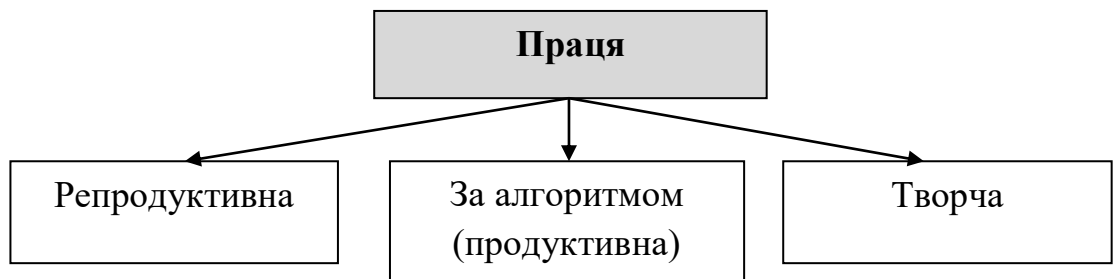 Праця
Репродуктивна
За алгоритмом
(продуктивна)
Творча